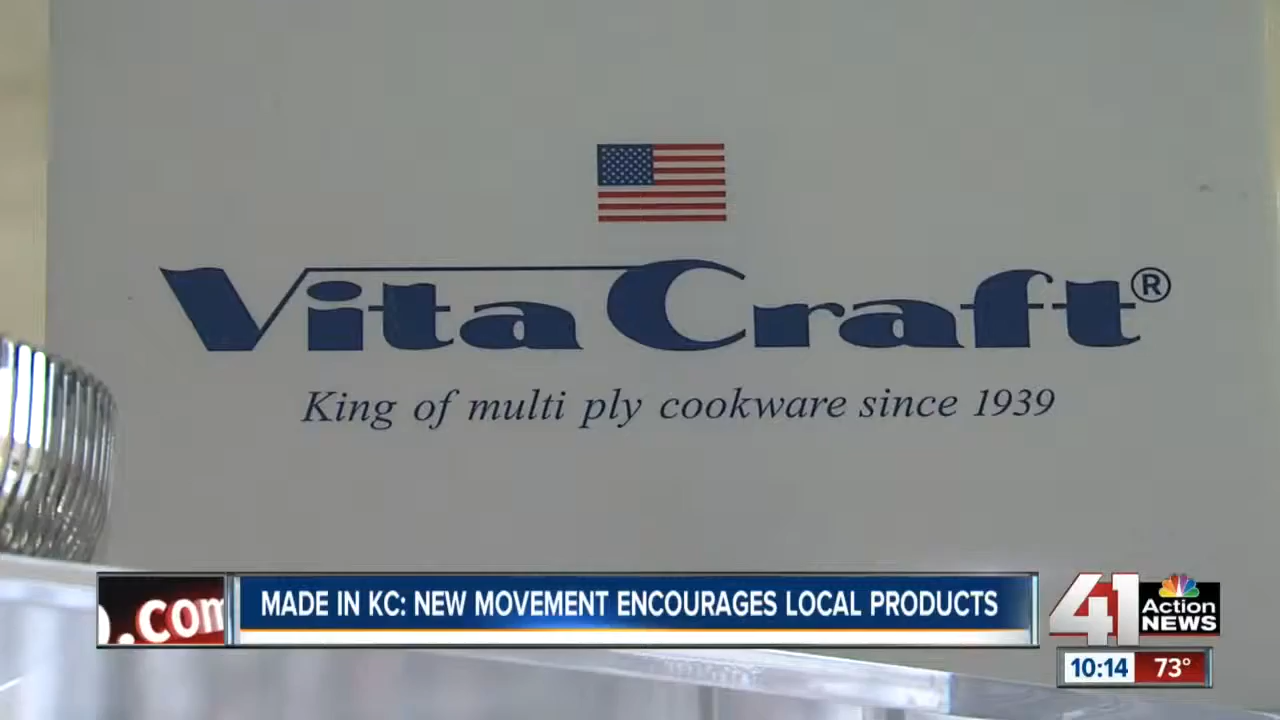 Vita Craft®
King of multi ply cookware since 1939
.com
MADE IN KC: NEW MOVEMENT ENCOURAGES LOCAL PRODUCTS
41 Action NEWS
10:14 73°